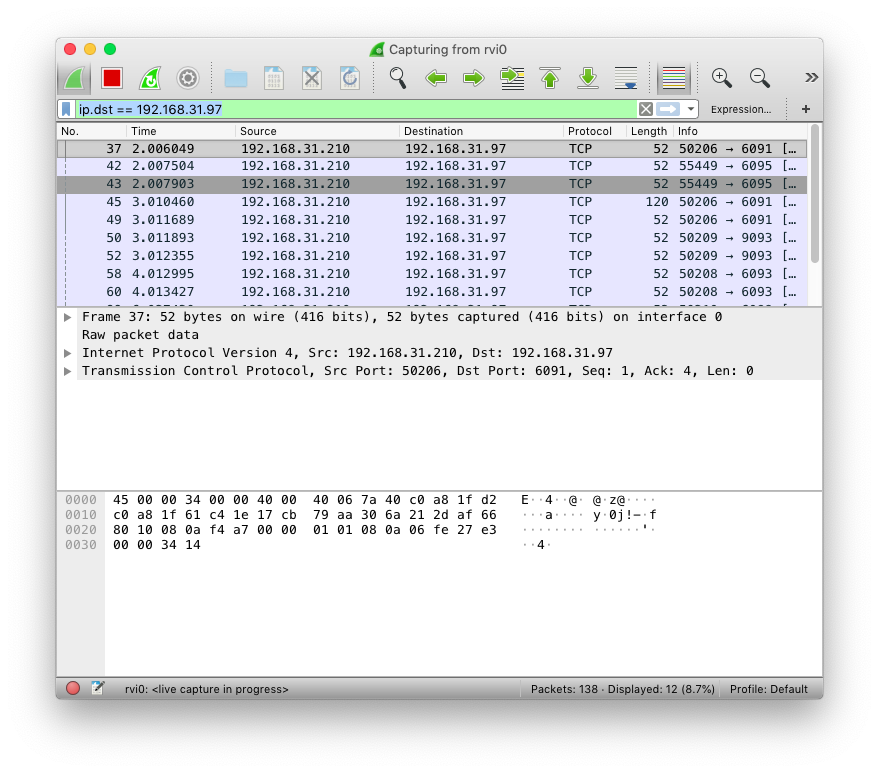 Capturing from rvi0
ip.dst == 192.168.31.97 Expression... +
No. Time Source Destination Protocol Length Info
37 2.006049 192.168.31.210 192.168.31.97 TCP 52 50206 → 6091 […
42 2.007504 192.168.31.210 192.168.31.97 TCP 52 55449 → 6095 […
43 2.007903 192.168.31.210 192.168.31.97 TCP 52 55449 → 6095 […
45 3.010460 192.168.31.210 192.168.31.97 TCP 120 50206 → 6091 […
49 3.011689 192.168.31.210 192.168.31.97 TCP 52 50206 → 6091 […
50 3.011893 192.168.31.210 192.168.31.97 TCP 52 50209 → 9093 […
52 3.012355 192.168.31.210 192.168.31.97 TCP 52 50209 → 9093 […
58 4.012995 192.168.31.210 192.168.31.97 TCP 52 50208 → 6093 […
60 4.013427 192.168.31.210 192.168.31.97 TCP 52 50208 → 6093 […
Frame 37: 52 bytes on wire (416 bits), 52 bytes captured (416 bits) on interface 0
Raw packet data
Internet Protocol Version 4, Src: 192.168.31.210, Dst: 192.168.31.97
Transmission Control Protocol, Src Port: 50206, Dst Port: 6091, Seq: 1, Ack: 4, Len: 0
0000 45 00 00 34 00 00 40 00 40 06 7a 40 c0 a8 1f d2 E··4··@· @·z@····
0010 c0 a8 1f 61 c4 1e 17 cb 79 aa 30 6a 21 2d af 66 ···a···· y·0j!-·f
0020 80 10 08 0a f4 a7 00 00 01 01 08 0a 06 fe 27 e3 ········ ······'·
0030 00 00 34 14 ··4·
rvi0: <live capture in progress> Packets: 138 · Displayed: 12 (8.7%) Profile: Default